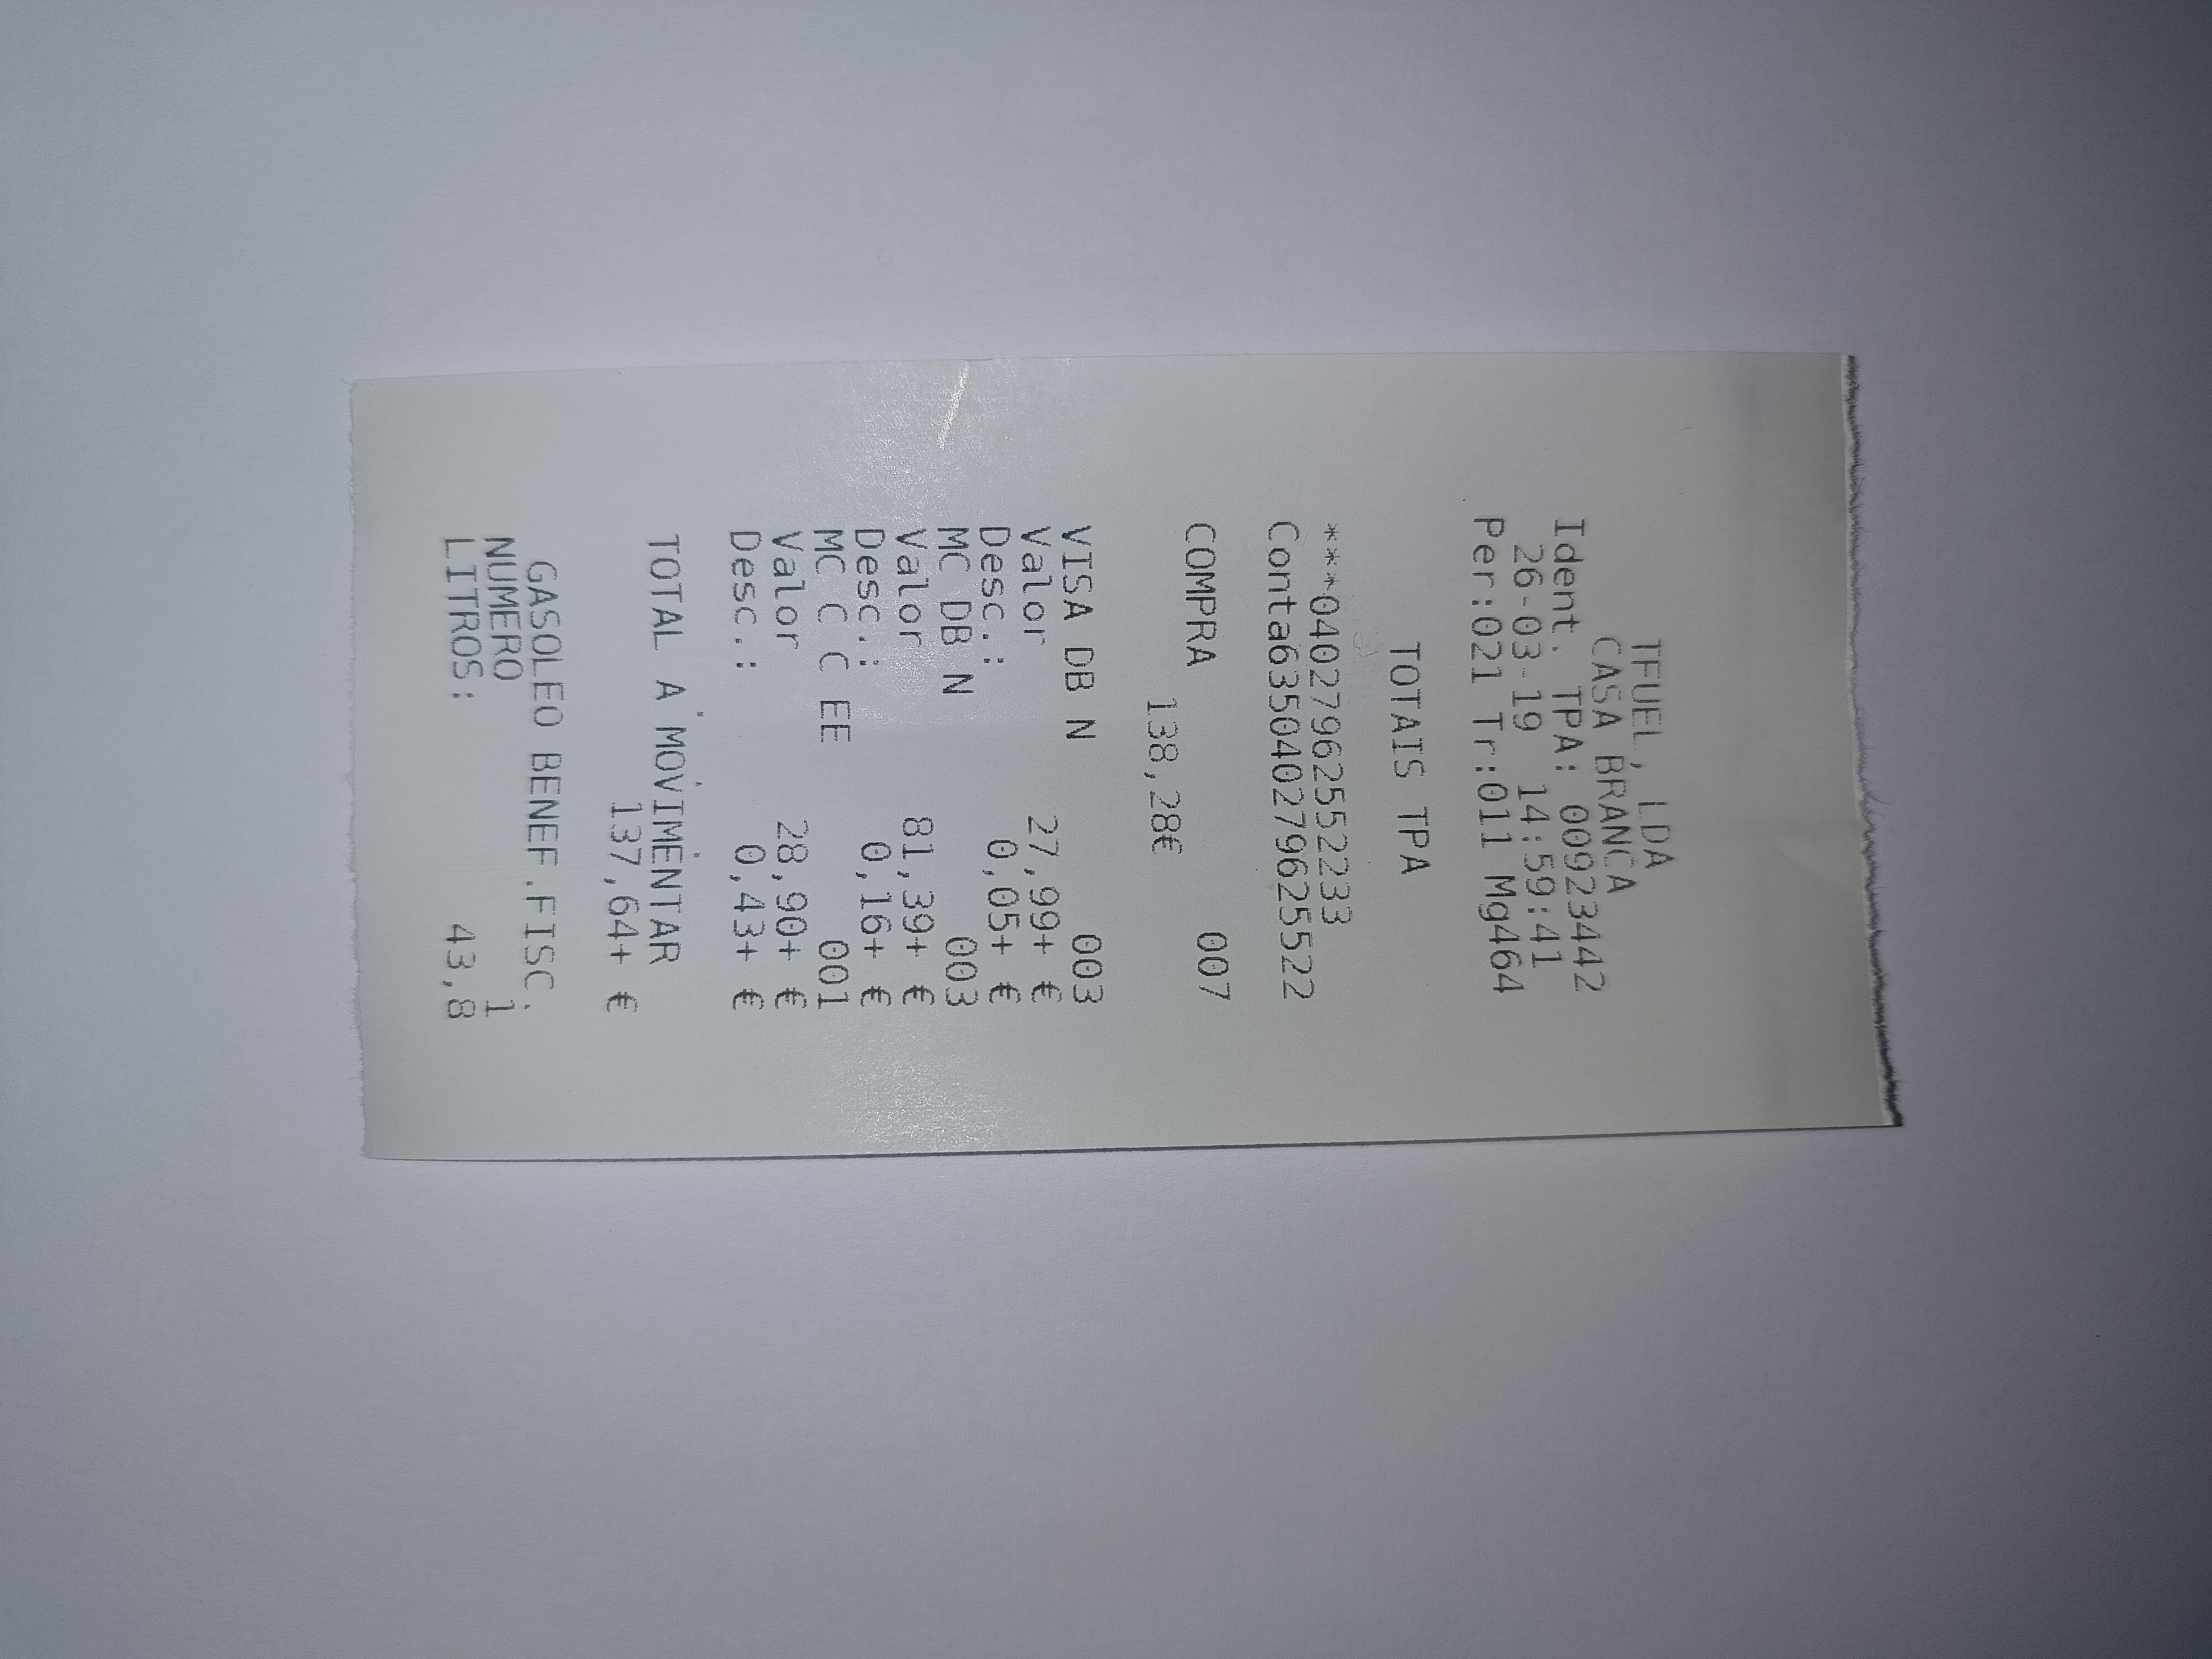 TFUEL, LDA
CASA BRANCA
Ident. TPA: 00923442
26-03-19 14:59:41
Per:021 Tr:011 Mg464
TOTAIS TPA
***04027962552233
Conta635040279625522
COMPRA 007
138,28€
VISA DB N 003
Valor 27,99+ €
Desc.: 0,05+ €
MC DB N 003
Valor 81,39+ €
Desc.: 0,16+ €
MC C C EE 001
Valor 28,90+ €
Desc.: 0,43+ €
TOTAL A MOVIMENTAR
137,64+ €
GASOLEO BENEF.FISC.
NUMERO 1
LITROS: 43,8